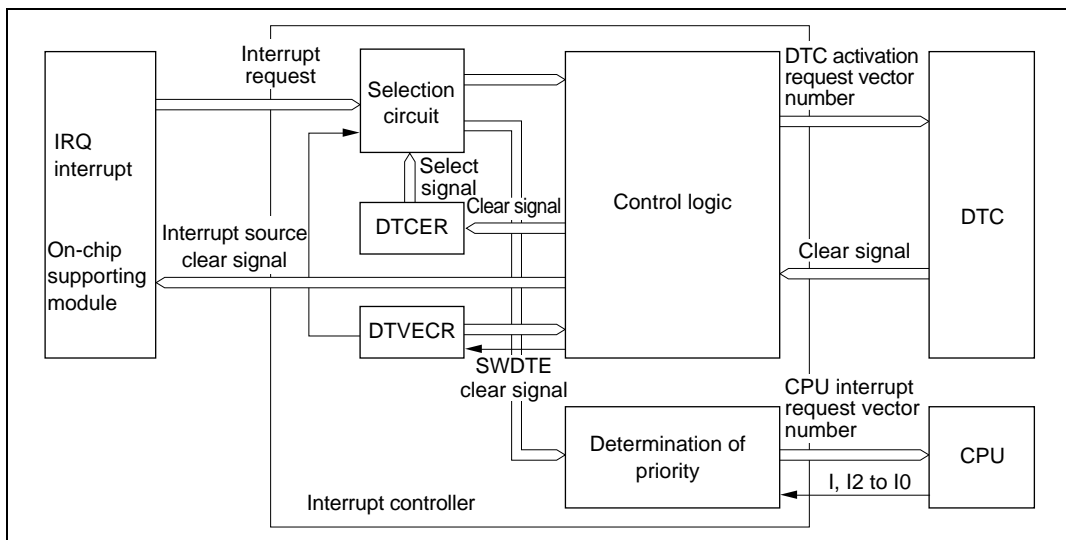 Interrupt
request
Selection
circuit
DTC activation
request vector
number
IRQ
interrupt
Select
signal
Control logic
DTC
DTCER
Clear signal
Interrupt source
clear signal
Clear signal
On-chip
supporting
module
DTVECR
SWDTE
clear signal
CPU interrupt
request vector
number
Determination of
priority
CPU
I, I2 to I0
Interrupt controller